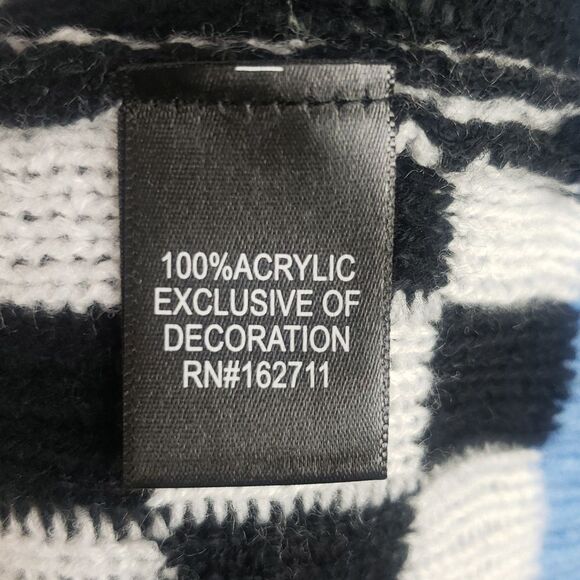 100%ACRYLIC
EXCLUSIVE OF
DECORATION
RN#162711